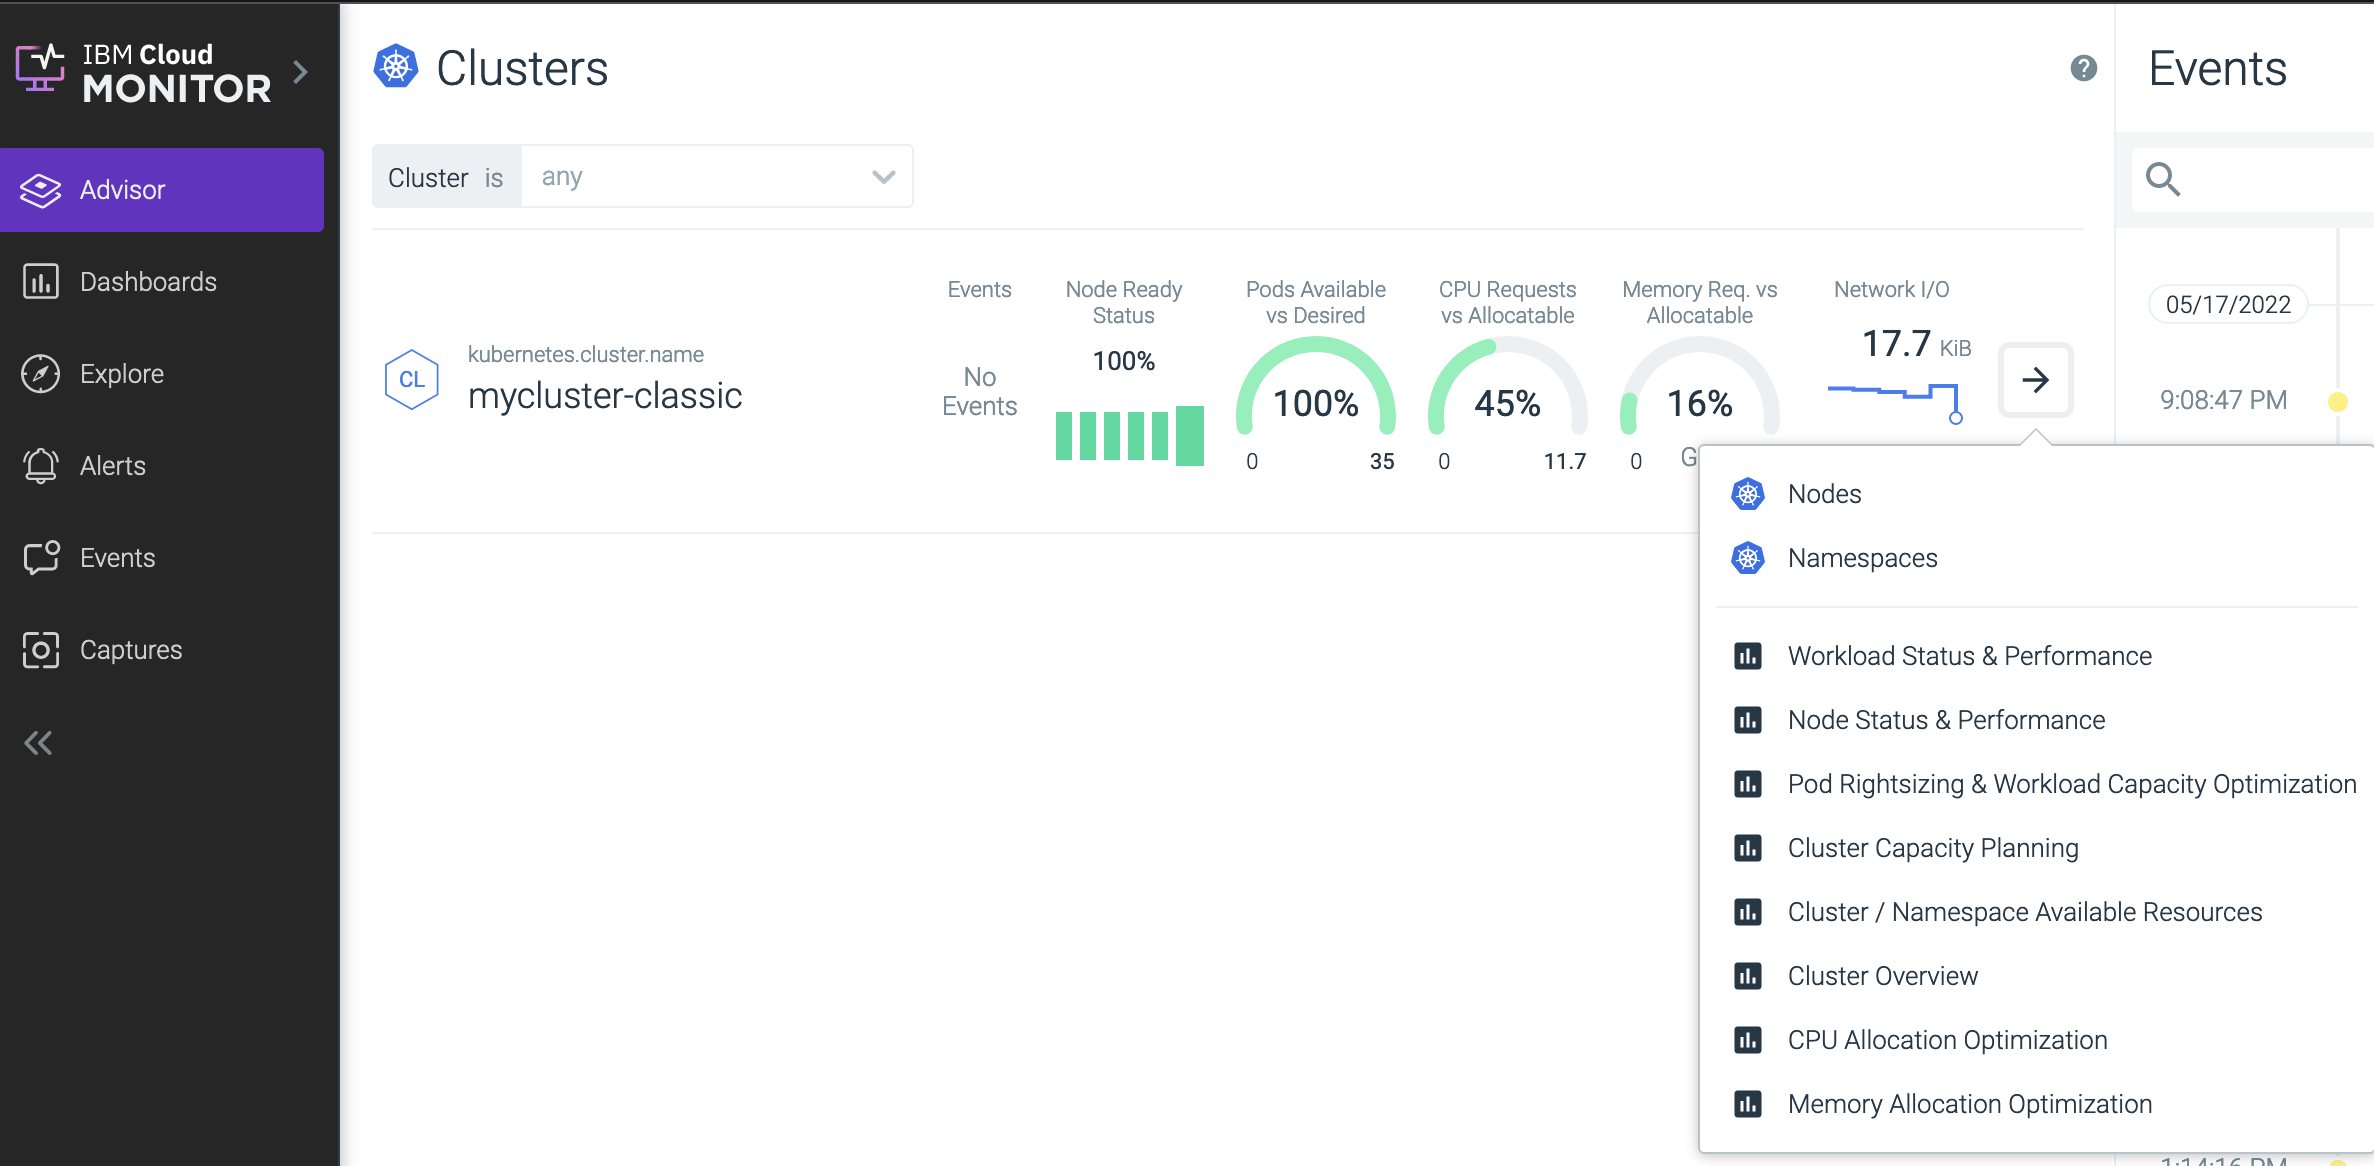 IBM Cloud
MONITOR
Advisor
Dashboards
Explore
Alerts
Events
Captures
Clusters
?
Cluster is any
Events
Node Ready
Status
100%
Pods Available
vs Desired
CPU Requests
vs Allocatable
Memory Req. vs
Allocatable
Network I/O
17.7 KiB
CL
kubernetes.cluster.name
mycluster-classic
No
Events
100%
0 35
45%
0 11.7
16%
0 G
Nodes
Namespaces
Workload Status & Performance
Node Status & Performance
Pod Rightsizing & Workload Capacity Optimization
Cluster Capacity Planning
Cluster / Namespace Available Resources
Cluster Overview
CPU Allocation Optimization
Memory Allocation Optimization
Events
05/17/2022
9:08:47 PM